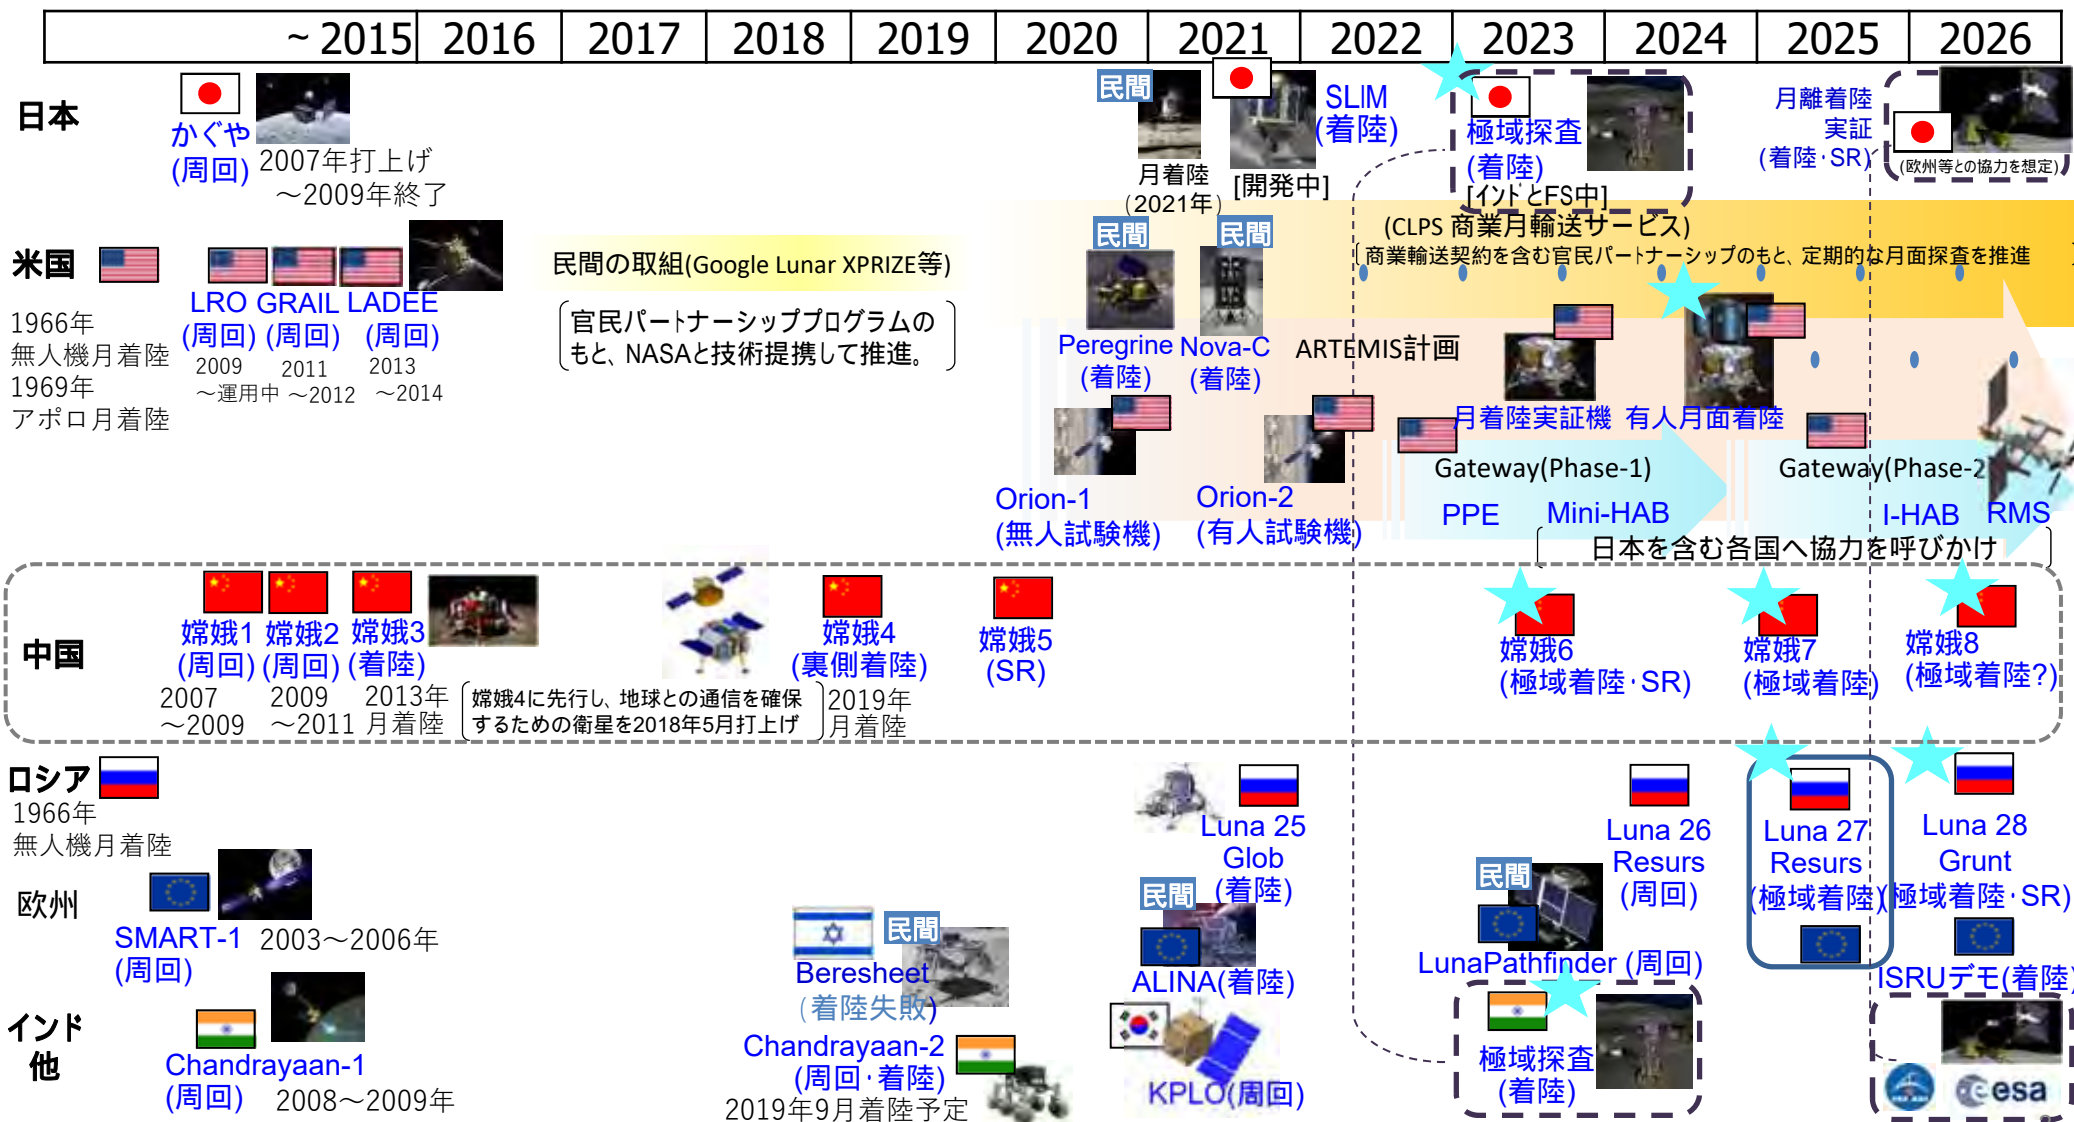 ～2015 2016 2017 2018 2019 2020 2021 2022 2023 2024 2025 2026
日本
かぐや
(周回)
2007年打上げ
～2009年終了
民間
月着陸
(2021年)
SLIM
(着陸)
[開発中]
極域探査
(着陸)
[インドとFS中]
月離着陸
実証
(着陸・SR)
(欧州等との協力を想定)
米国
1966年
無人機月着陸
1969年
アポロ月着陸
LRO
(周回)
2009
～運用中
GRAIL
(周回)
2011
～2012
LADEE
(周回)
2013
～2014
民間の取組(Google Lunar XPRIZE等)
官民パートナーシッププログラムの
もと、NASAと技術提携して推進。
(CLPS 商業月輸送サービス)
商業輸送契約を含む官民パートナーシップのもと、定期的な月面探査を推進
民間
Peregrine
(着陸)
民間
Nova-C
(着陸)
ARTEMIS計画
月着陸実証機
有人月面着陸
Orion-1
(無人試験機)
Orion-2
(有人試験機)
Gateway(Phase-1)
PPE
Mini-HAB
Gateway(Phase-2
I-HAB
RMS
日本を含む各国へ協力を呼びかけ
中国
嫦娥1
(周回)
2007
～2009
嫦娥2
(周回)
2009
～2011
嫦娥3
(着陸)
2013年
月着陸
嫦娥4に先行し、地球との通信を確保
するための衛星を2018年5月打上げ
嫦娥4
(裏側着陸)
2019年
月着陸
嫦娥5
(SR)
嫦娥6
(極域着陸・SR)
嫦娥7
(極域着陸)
嫦娥8
(極域着陸?)
ロシア
1966年
無人機月着陸
Luna 25
Glob
(着陸)
Luna 26
Resurs
(周回)
Luna 27
Resurs
(極域着陸)
Luna 28
Grunt
(極域着陸・SR)
欧州
SMART-1
(周回)
2003～2006年
民間
Beresheet
(着陸失敗)
民間
ALINA(着陸)
民間
LunaPathfinder (周回)
ISRUデモ(着陸)
インド
他
Chandrayaan-1
(周回)
2008～2009年
Chandrayaan-2
(周回・着陸)
2019年9月着陸予定
KPLO(周回)
極域探査
(着陸)
esa